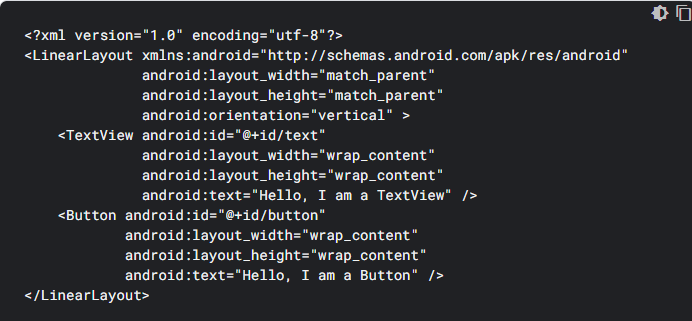 <?xml version="1.0" encoding="utf-8"?>
<LinearLayout xmlns:android="http://schemas.android.com/apk/res/android"
android:layout_width="match_parent"
android:layout_height="match_parent"
android:orientation="vertical" >
<TextView android:id="@+id/text"
android:layout_width="wrap_content"
android:layout_height="wrap_content"
android:text="Hello, I am a TextView" />
<Button android:id="@+id/button"
android:layout_width="wrap_content"
android:layout_height="wrap_content"
android:text="Hello, I am a Button" />
</LinearLayout>